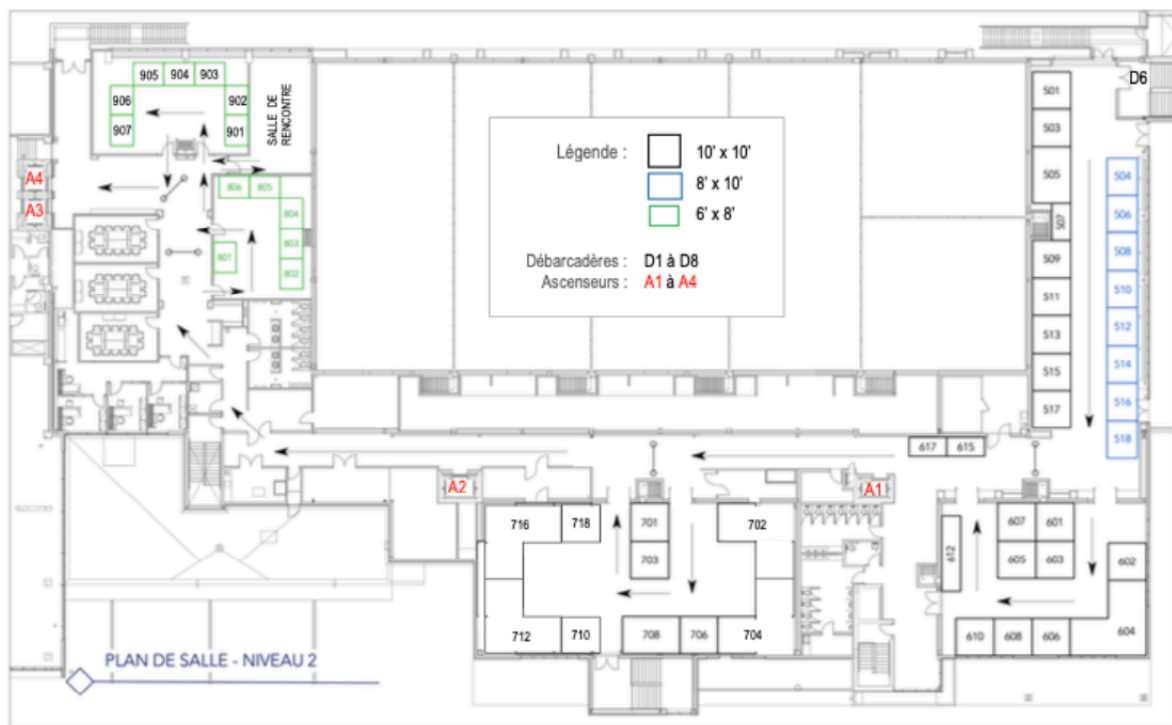 905 904 903
906 902
907 901
SALLE DE
RENCONTRE
D6
A4
A3
806 805
804
803
801
802
Légende :
10' x 10'
8' x 10'
6' x 8'
Débarcadères : D1 à D8
Ascenseurs : A1 à A4
501
503
505
507
509
511
513
515
517
504
506
508
510
512
514
516
518
617 615
A2
A1
716 718
701
703
702
712 710
708 706 704
612
607 601
605 603
602
604
610 608 606
PLAN DE SALLE - NIVEAU 2